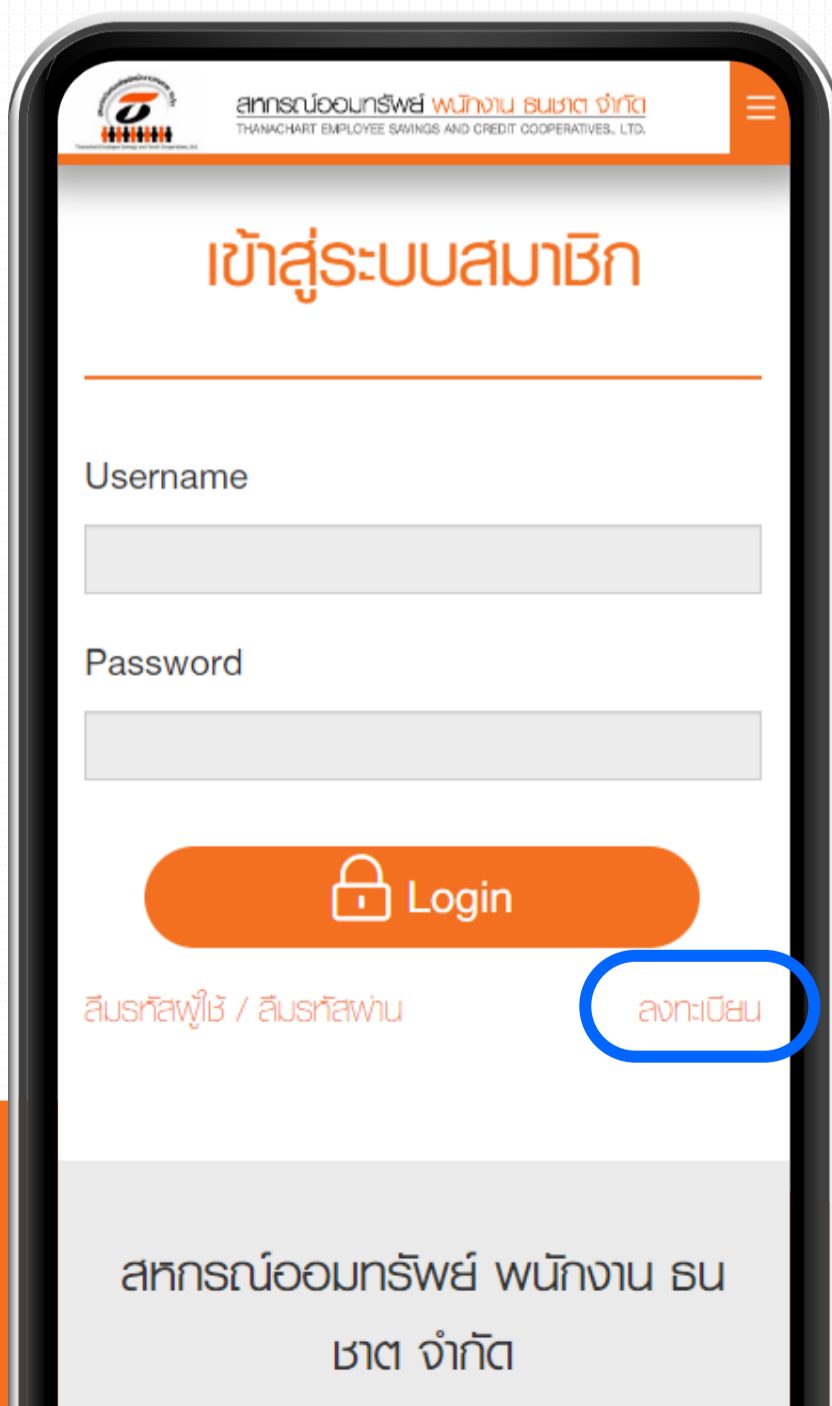 สหกรณ์ออมทรัพย์ พนักงาน ธนชาต จำกัด
THANACHART EMPLOYEE SAVINGS AND CREDIT COOPERATIVES., LTD.
เข้าสู่ระบบสมาชิก
Username
Password
Login
ลืมรหัสผู้ใช้ / ลืมรหัสผ่าน
ลงทะเบียน
สหกรณ์ออมทรัพย์ พนักงาน ธน
ชาต จำกัด